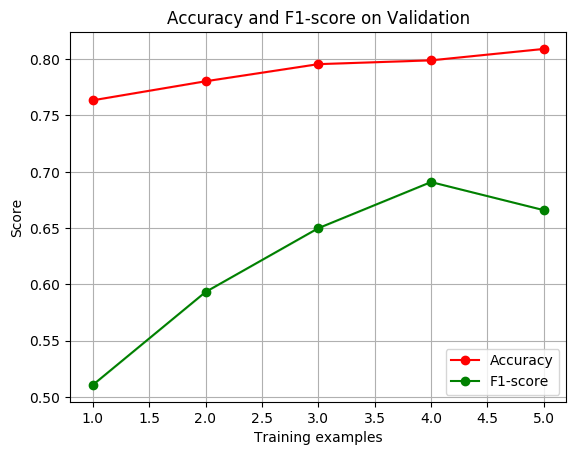 Accuracy and F1-score on Validation
0.80
0.75
0.70
0.65
0.60
0.55
0.50
Score
Accuracy
F1-score
1.0 1.5 2.0 2.5 3.0 3.5 4.0 4.5 5.0
Training examples